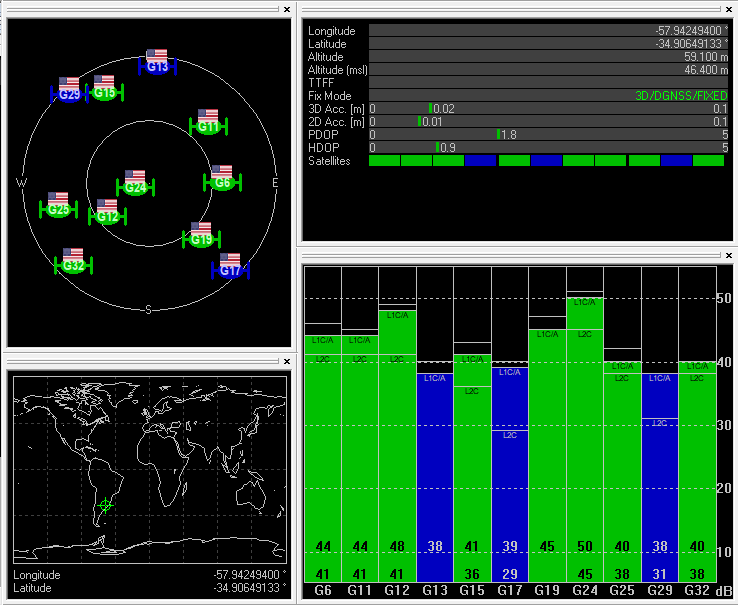 G13
G29
G15
G11
W
G24
G6
E
G25
G12
G19
G32
G17
S
Longitude -57.94249400 °
Latitude -34.90649133 °
Altitude 59.100 m
Altitude (msl) 46.400 m
TTFF
Fix Mode 3D/DGNSS/FIXED
3D Acc. [m] 0 0.02 0.1
2D Acc. [m] 0 0.01 0.1
PDOP 0 1.8 5
HDOP 0 0.9 5
Satellites
Longitude -57.94249400 °
Latitude -34.90649133 °
50
L1C/A
L1C/A
L1C/A
L1C/A
L1C/A
L1C/A
L1C/A
L1C/A
L1C/A
L1C/A
L2C
L2C
L2C
L2C
L2C
L2C
L2C
L2C
L2C
40
30
20
10
44 44 48 38 41 39 45 50 40 38 40
41 41 41 36 29 45 38 31 38
G6 G11 G12 G13 G15 G17 G19 G24 G25 G29 G32 dB